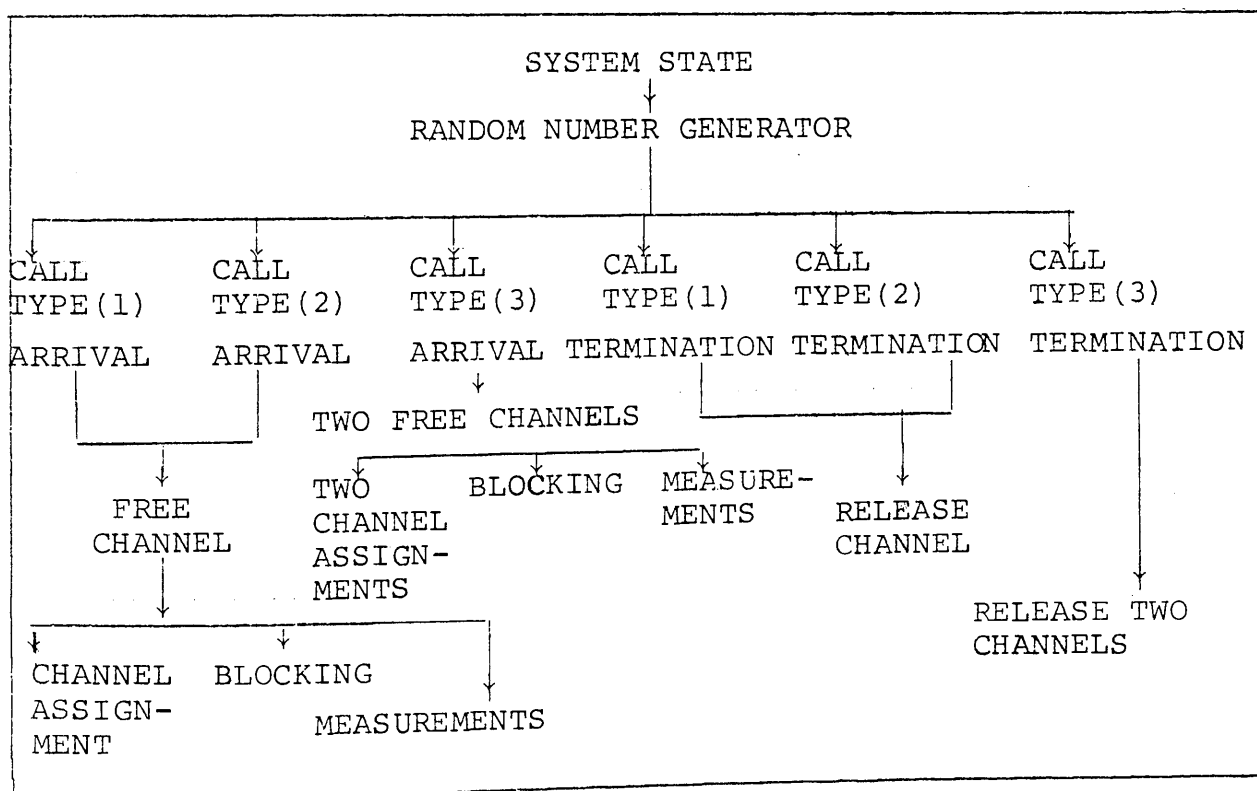 SYSTEM STATE
RANDOM NUMBER GENERATOR
CALL TYPE(1) ARRIVAL
CALL TYPE(2) ARRIVAL
CALL TYPE(3) ARRIVAL
CALL TYPE(1) TERMINATION
CALL TYPE(2) TERMINATION
CALL TYPE(3) TERMINATION
TWO FREE CHANNELS
FREE
CHANNEL
TWO
CHANNEL
ASSIGN-
MENTS
BLOCKING
MEASURE-
MENTS
RELEASE
CHANNEL
RELEASE TWO
CHANNELS
CHANNEL
ASSIGN-
MENT
BLOCKING
MEASUREMENTS